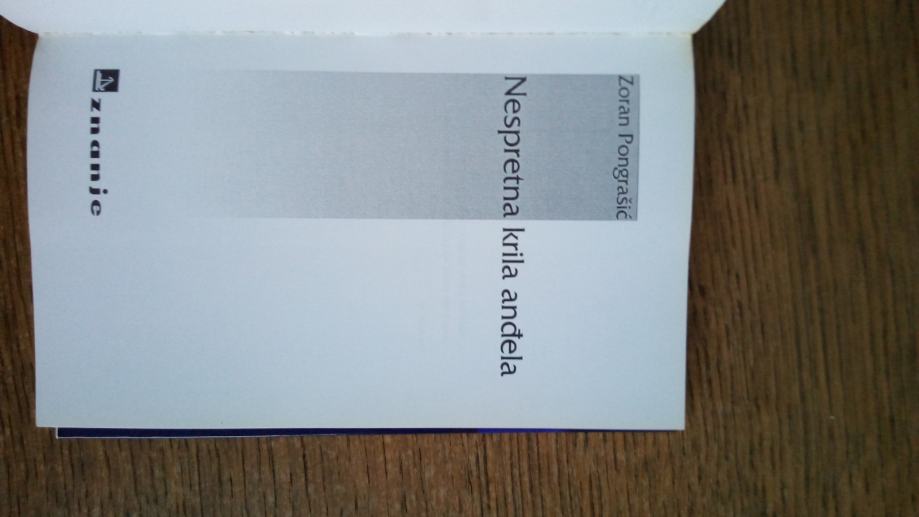 Zoran Pongrašić
Nespretna krila anđela
znanje